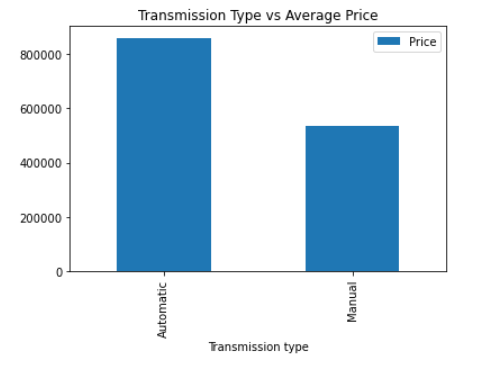 Transmission Type vs Average Price
Price
800000
600000
400000
200000
0
Automatic
Manual
Transmission type